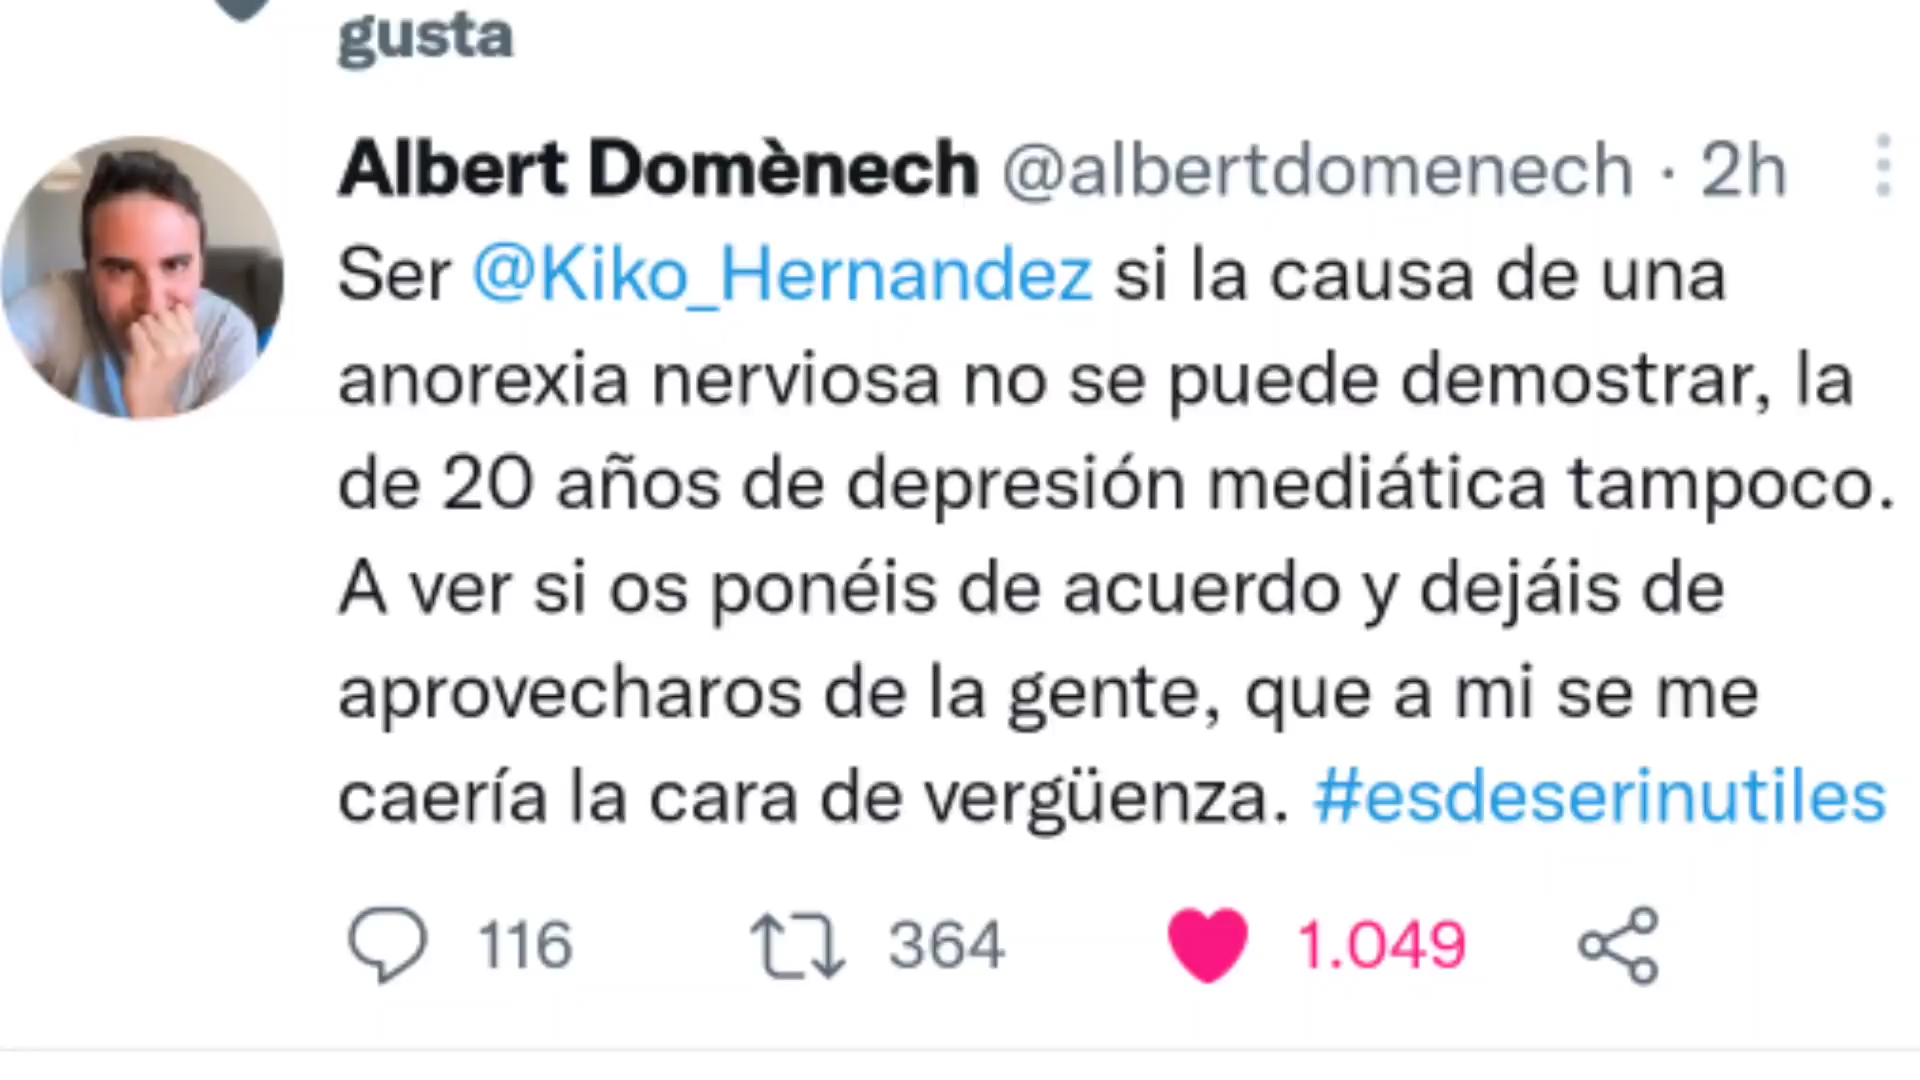 gusta
Albert Domènech @albertdomenech · 2h
Ser @Kiko_Hernandez si la causa de una
anorexia nerviosa no se puede demostrar, la
de 20 años de depresión mediática tampoco.
A ver si os ponéis de acuerdo y dejáis de
aprovecharos de la gente, que a mi se me
caería la cara de vergüenza. #esdeserinutiles
116 364 1.049